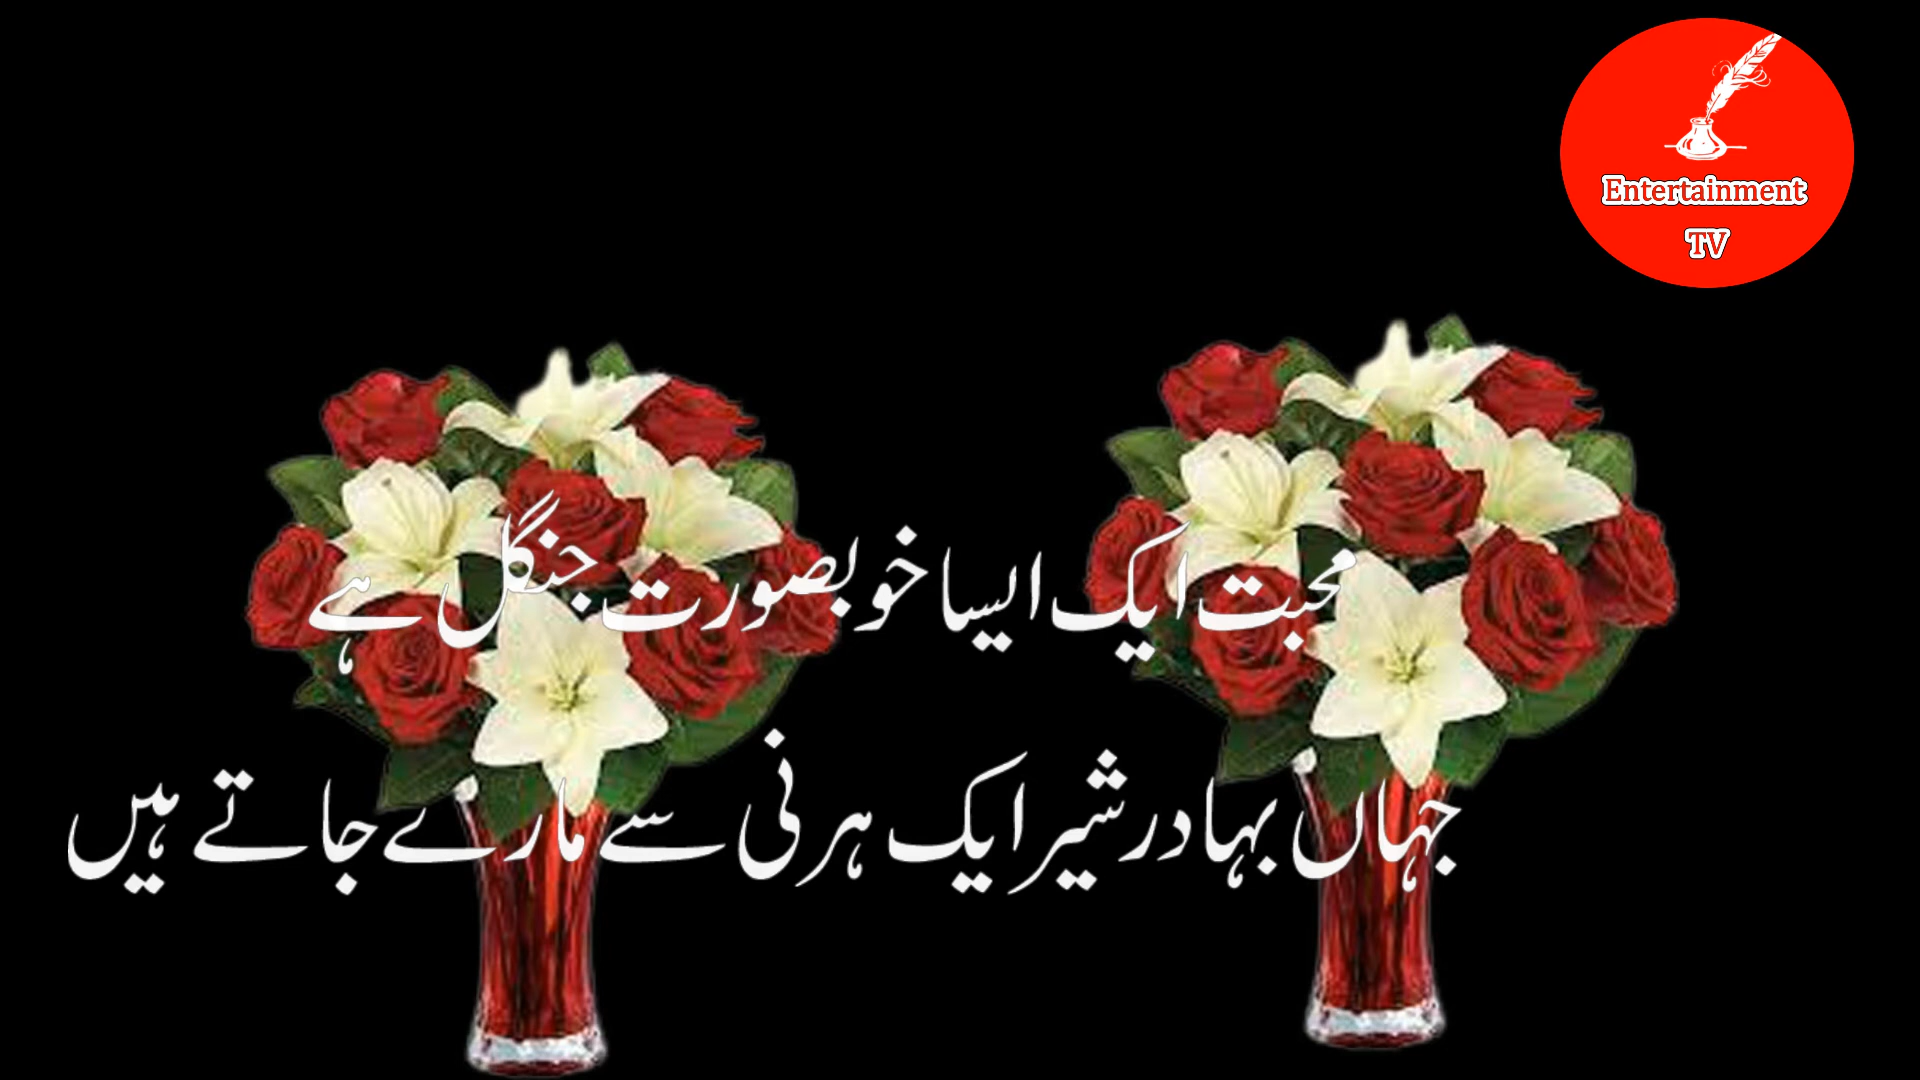 Entertainment
TV
محبت ایک ایسا خوبصورت جنگل ہے
جہاں بہادر شیر ایک ہرنی سے مارے جاتے ہیں